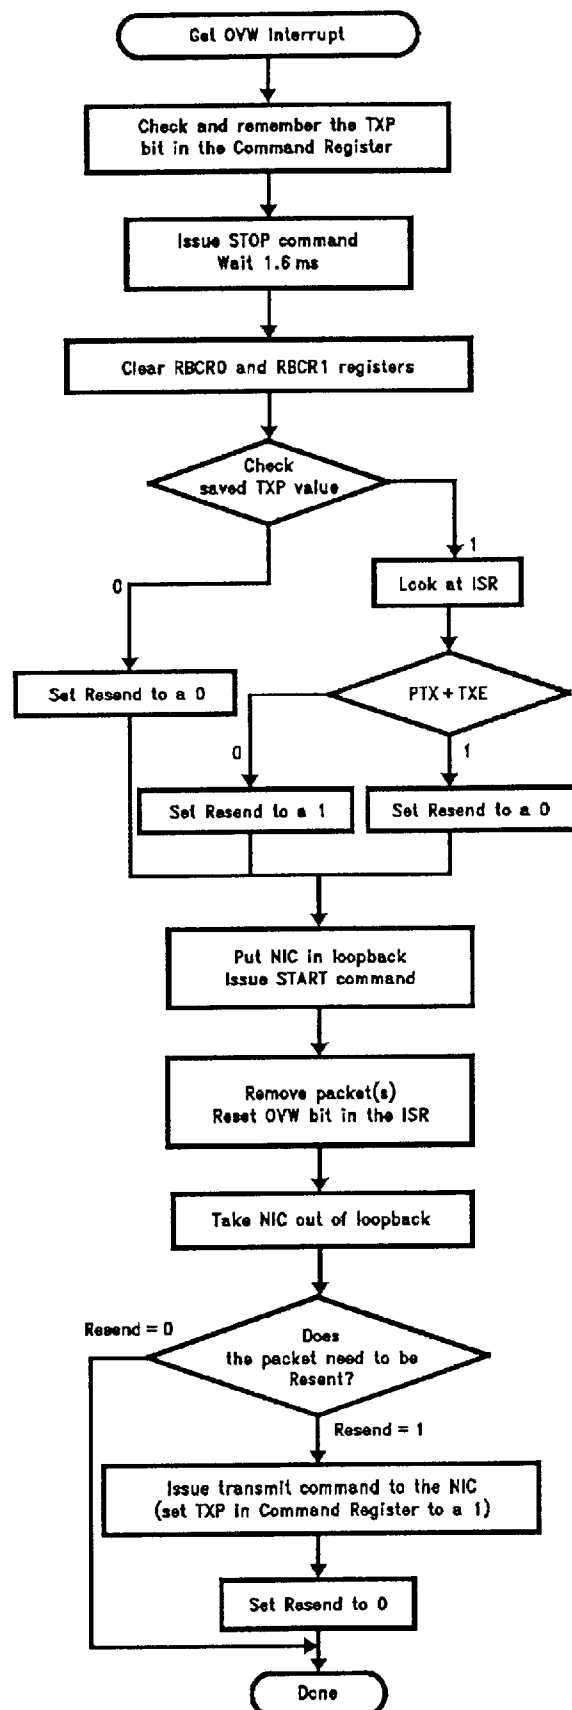 Get OVW Interrupt
Check and remember the TXP
bit in the Command Register
Issue STOP command
Wait 1.6 ms
Clear RBCR0 and RBCR1 registers
Check
saved TXP value
0
1
Look at ISR
Set Resend to a 0
PTX + TXE
0
1
Set Resend to a 1
Set Resend to a 0
Put NIC in loopback
Issue START command
Remove packet(s)
Reset OVW bit in the ISR
Take NIC out of loopback
Resend = 0
Does
the packet need to be
Resent?
Resend = 1
Issue transmit command to the NIC
(set TXP in Command Register to a 1)
Set Resend to 0
Done